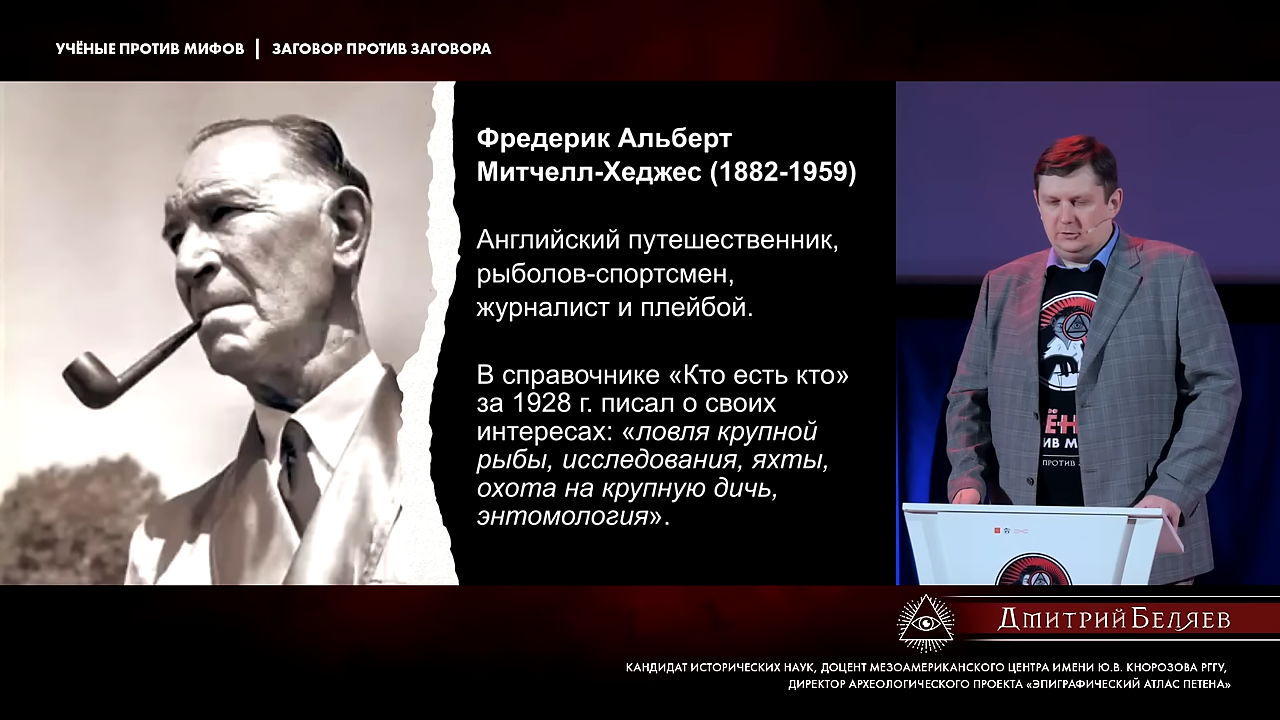 УЧЁНЫЕ ПРОТИВ МИФОВ | ЗАГОВОР ПРОТИВ ЗАГОВОРА
Фредерик Альберт
Митчелл-Хеджес (1882-1959)
Английский путешественник,
рыболов-спортсмен,
журналист и плейбой.
В справочнике «Кто есть кто»
за 1928 г. писал о своих
интересах: «ловля крупной
рыбы, исследования, яхты,
охота на крупную дичь,
энтомология».
ПРОТИВ
ДМИТРИЙ БЕЛЯЕВ
КАНДИДАТ ИСТОРИЧЕСКИХ НАУК, ДОЦЕНТ МЕЗОАМЕРИКАНСКОГО ЦЕНТРА ИМЕНИ Ю.В. КНОРОЗОВА РГГУ,
ДИРЕКТОР АРХЕОЛОГИЧЕСКОГО ПРОЕКТА «ЭПИГРАФИЧЕСКИЙ АТЛАС ПЕТЕНА»